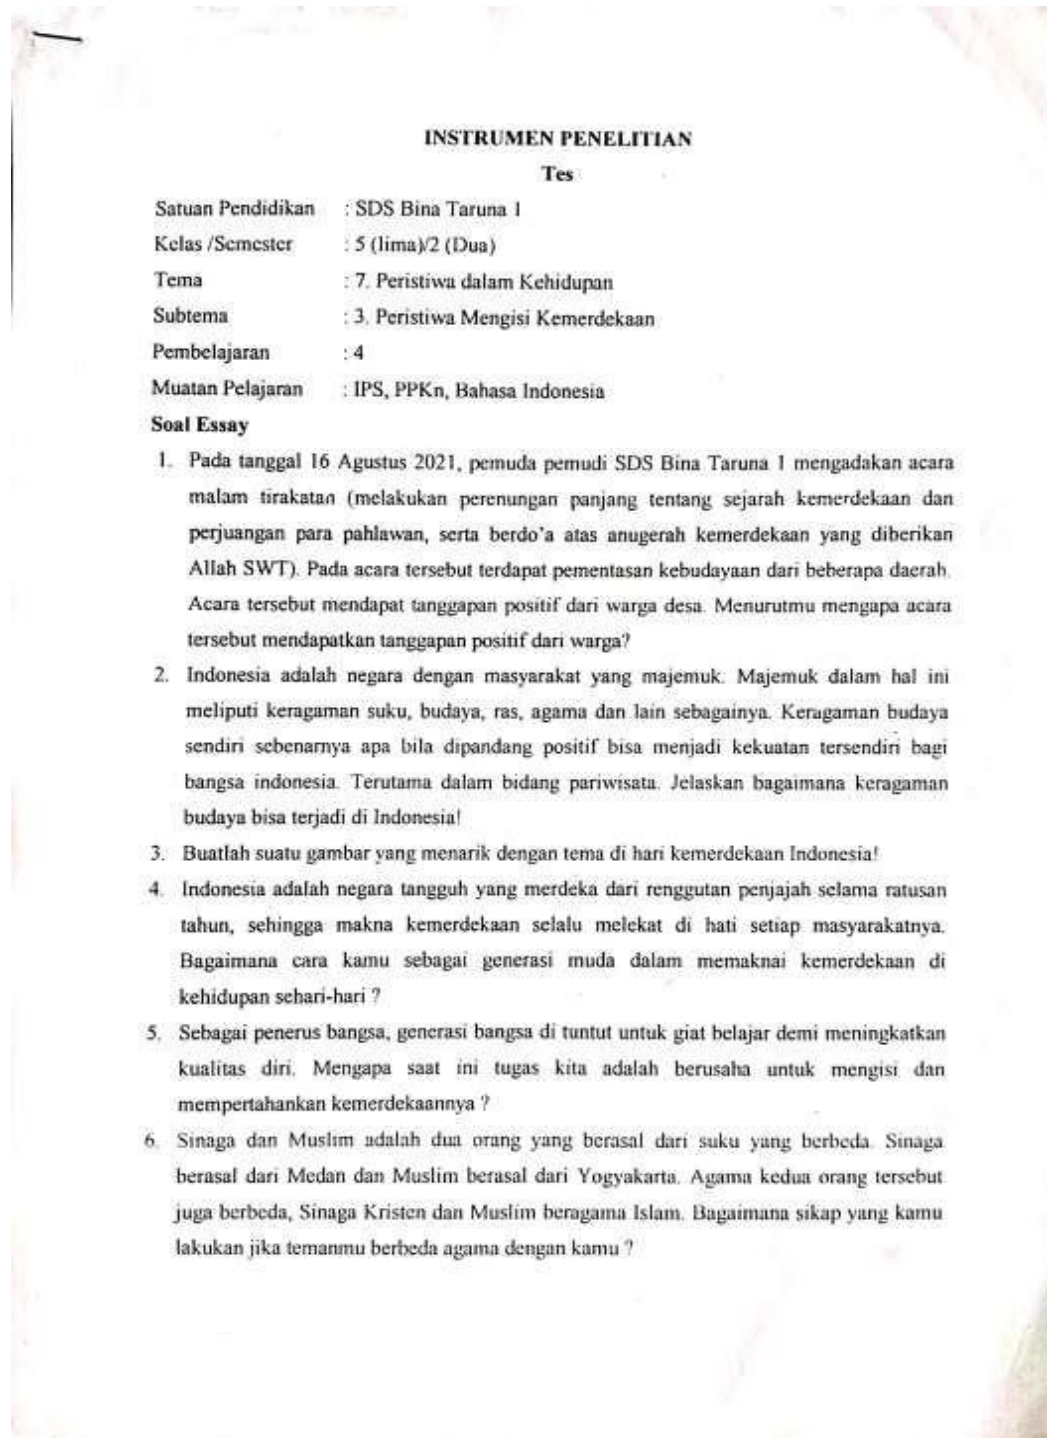 INSTRUMEN PENELITIAN
Tes
Satuan Pendidikan : SDS Bina Taruna 1
Kelas /Semester : 5 (lima)/2 (Dua)
Tema : 7. Peristiwa dalam Kehidupan
Subtema : 3. Peristiwa Mengisi Kemerdekaan
Pembelajaran : 4
Muatan Pelajaran : IPS, PPKn, Bahasa Indonesia
Soal Essay
1. Pada tanggal 16 Agustus 2021, pemuda pemudi SDS Bina Taruna 1 mengadakan acara
malam tirakatan (melakukan perenungan panjang tentang sejarah kemerdekaan dan
perjuangan para pahlawan, serta berdo'a atas anugerah kemerdekaan yang diberikan
Allah SWT). Pada acara tersebut terdapat pementasan kebudayaan dari beberapa daerah.
Acara tersebut mendapat tanggapan positif dari warga desa. Menurutmu mengapa acara
tersebut mendapatkan tanggapan positif dari warga?
2. Indonesia adalah negara dengan masyarakat yang majemuk. Majemuk dalam hal ini
meliputi keragaman suku, budaya, ras, agama dan lain sebagainya. Keragaman budaya
sendiri sebenarnya apa bila dipandang positif bisa menjadi kekuatan tersendiri bagi
bangsa indonesia. Terutama dalam bidang pariwisata. Jelaskan bagaimana keragaman
budaya bisa terjadi di Indonesia!
3. Buatlah suatu gambar yang menarik dengan tema di hari kemerdekaan Indonesia!
4. Indonesia adalah negara tangguh yang merdeka dari renggutan penjajah selama ratusan
tahun, sehingga makna kemerdekaan selalu melekat di hati setiap masyarakatnya.
Bagaimana cara kamu sebagai generasi muda dalam memaknai kemerdekaan di
kehidupan sehari-hari ?
5. Sebagai penerus bangsa, generasi bangsa di tuntut untuk giat belajar demi meningkatkan
kualitas diri. Mengapa saat ini tugas kita adalah berusaha untuk mengisi dan
mempertahankan kemerdekaannya ?
6. Sinaga dan Muslim adalah dua orang yang berasal dari suku yang berbeda. Sinaga
berasal dari Medan dan Muslim berasal dari Yogyakarta. Agama kedua orang tersebut
juga berbeda, Sinaga Kristen dan Muslim beragama Islam. Bagaimana sikap yang kamu
lakukan jika temanmu berbeda agama dengan kamu ?